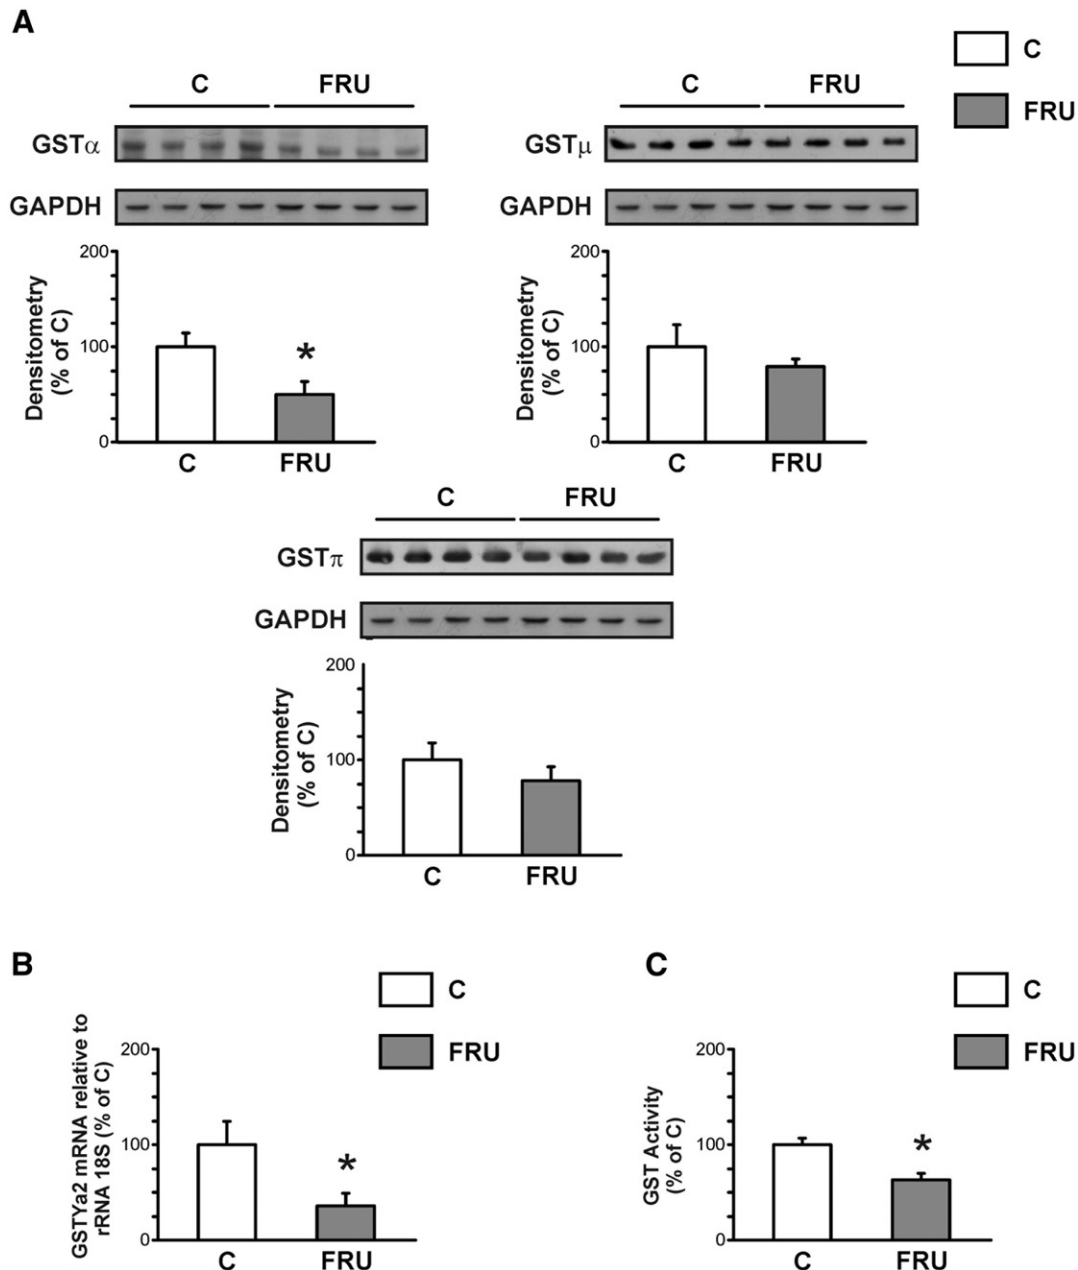 A
C
FRU
C FRU
GSTα
GAPDH
200
100
0
Densitometry
(% of C)
*
C FRU
C FRU
GSTμ
GAPDH
200
100
0
Densitometry
(% of C)
C FRU
C FRU
GSTπ
GAPDH
200
100
0
Densitometry
(% of C)
C FRU
B
C
FRU
200
100
0
GSTYa2 mRNA relative to
rRNA 18S (% of C)
*
C FRU
C
C
FRU
200
100
0
GST Activity
(% of C)
*
C FRU